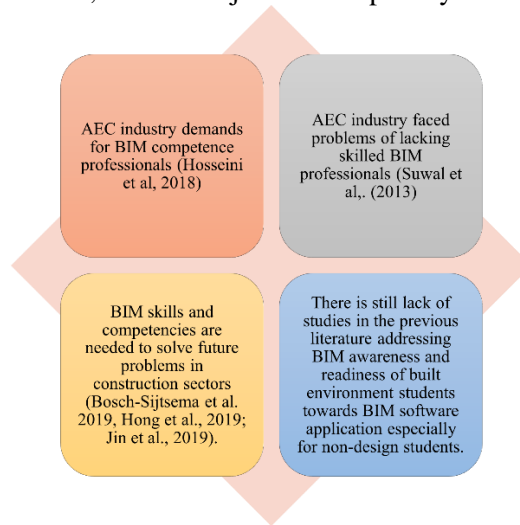 AEC industry demands
for BIM competence
professionals (Hosseini
et al, 2018)
AEC industry faced
problems of lacking
skilled BIM
professionals (Suwal et
al,. (2013)
BIM skills and
competencies are
needed to solve future
problems in
construction sectors
(Bosch-Sijtsema et al.
2019, Hong et al., 2019;
Jin et al., 2019).
There is still lack of
studies in the previous
literature addressing
BIM awareness and
readiness of built
environment students
towards BIM software
application especially
for non-design students.